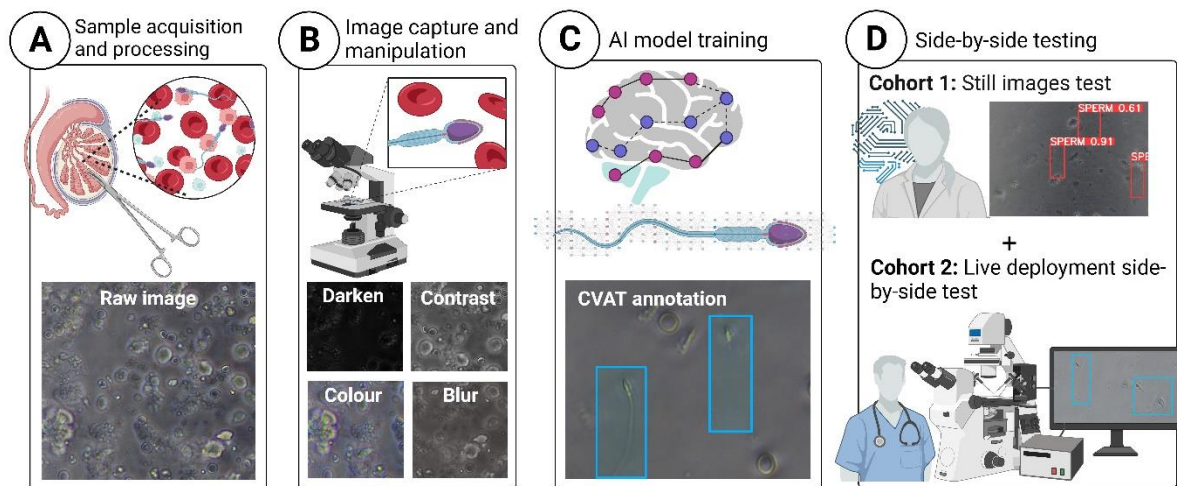 A
Sample acquisition
and processing
Raw image
B
Image capture and
manipulation
Darken
Contrast
Colour
Blur
C
AI model training
CVAT annotation
D
Side-by-side testing
Cohort 1: Still images test
SPERM 0.61
SPERM 0.91
SPE
+
Cohort 2: Live deployment side-
by-side test